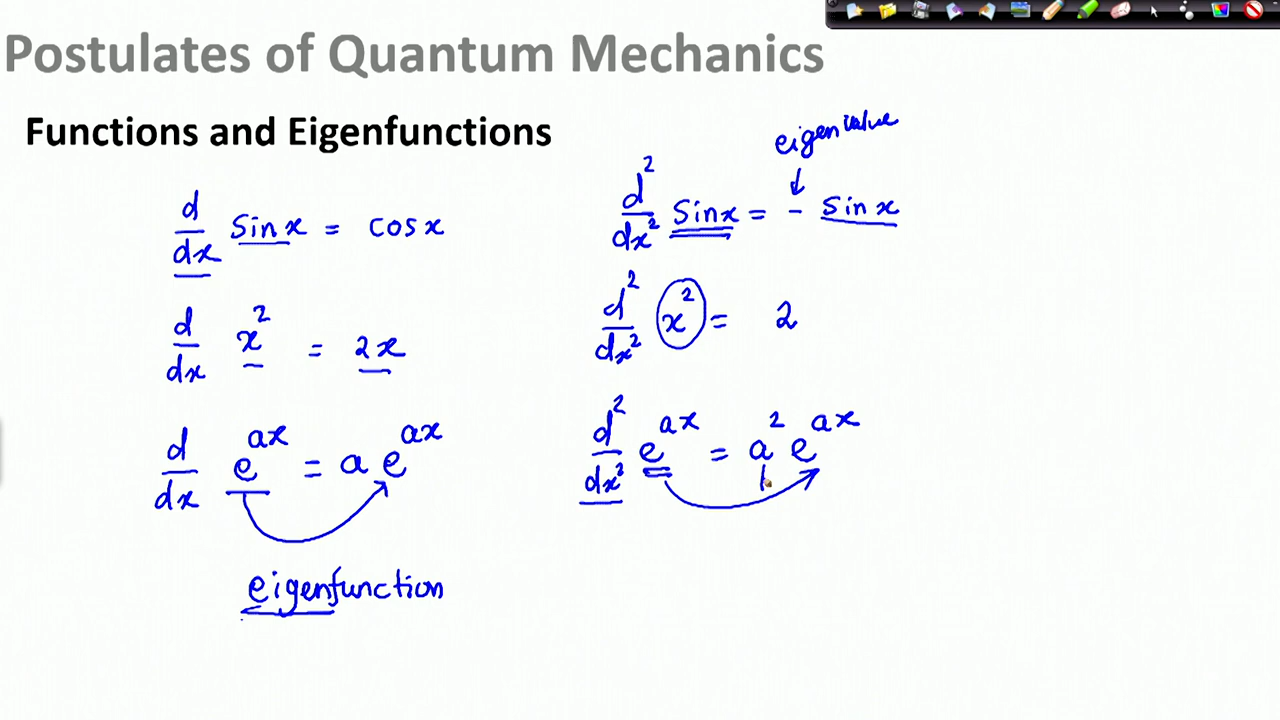 Postulates of Quantum Mechanics
Functions and Eigenfunctions
d/dx Sin x = cos x
d/dx x² = 2x
d/dx e^ax = a e^ax
eigenfunction
eigenvalue
d²/dx² Sin x = - Sin x
d²/dx² x² = 2
d²/dx² e^ax = a² e^ax